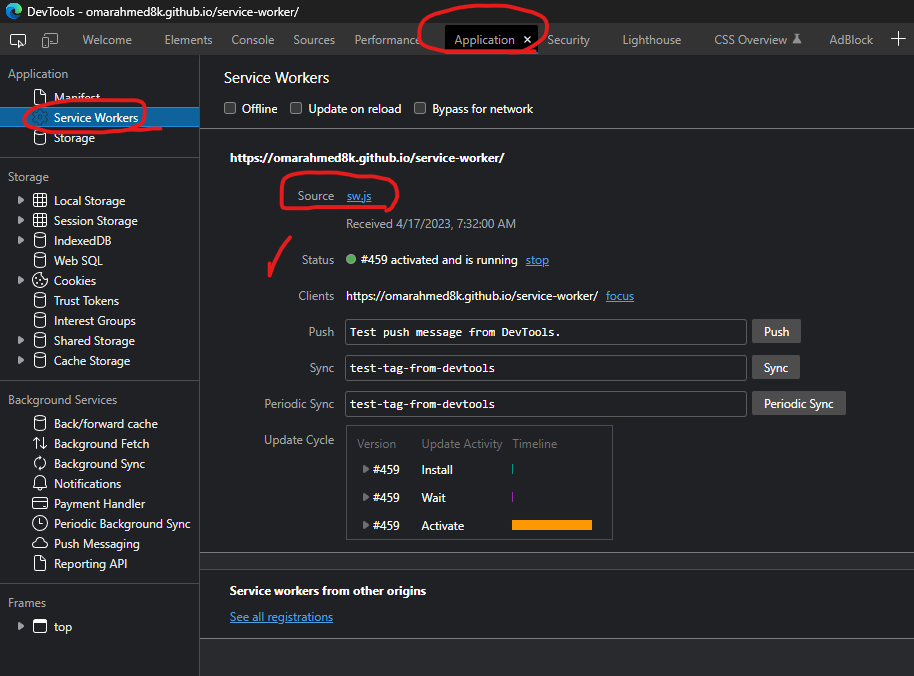 DevTools - omarahmed8k.github.io/service-worker/
Welcome Elements Console Sources Performance Application × Security Lighthouse CSS Overview AdBlock
Application
Manifest
Service Workers
Storage
Storage
Local Storage
Session Storage
IndexedDB
Web SQL
Cookies
Trust Tokens
Interest Groups
Shared Storage
Cache Storage
Background Services
Back/forward cache
Background Fetch
Background Sync
Notifications
Payment Handler
Periodic Background Sync
Push Messaging
Reporting API
Frames
top
Service Workers
Offline Update on reload Bypass for network
https://omarahmed8k.github.io/service-worker/
Source sw.js
Received 4/17/2023, 7:32:00 AM
Status #459 activated and is running stop
Clients https://omarahmed8k.github.io/service-worker/ focus
Push Test push message from DevTools. Push
Sync test-tag-from-devtools Sync
Periodic Sync test-tag-from-devtools Periodic Sync
Update Cycle Version Update Activity Timeline
#459 Install
#459 Wait
#459 Activate
Service workers from other origins
See all registrations